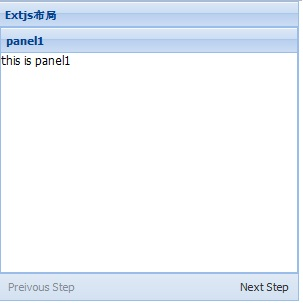 Extjs布局
panel1
this is panel1
Preivous Step
Next Step